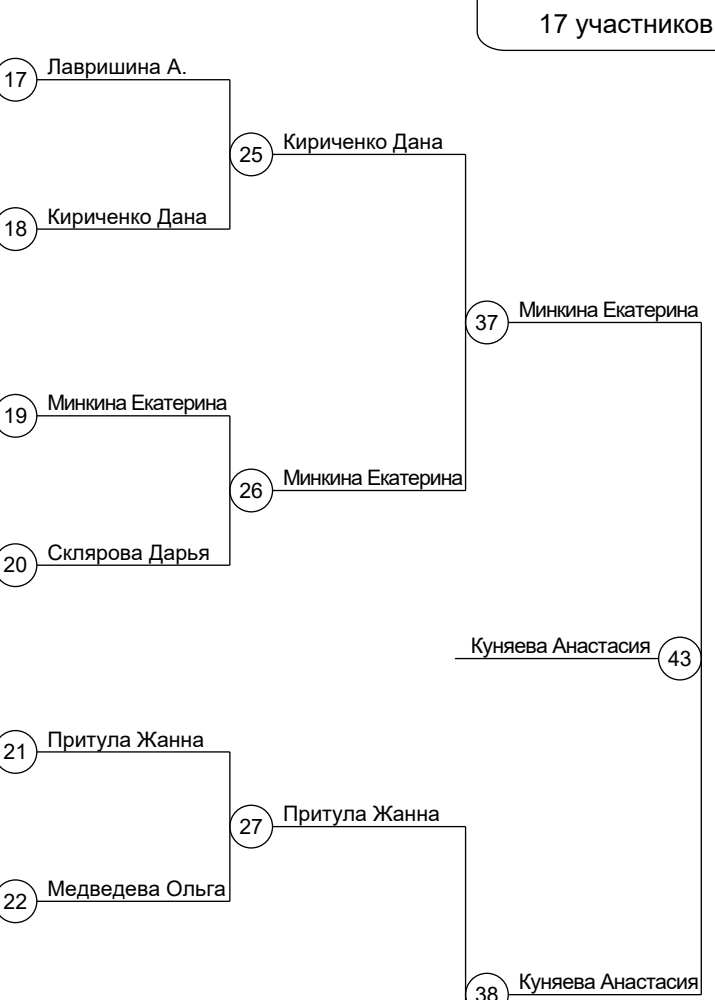 17 участников
17 Лавришина А.
25 Кириченко Дана
18 Кириченко Дана
37 Минкина Екатерина
19 Минкина Екатерина
26 Минкина Екатерина
20 Склярова Дарья
Куняева Анастасия 43
21 Притула Жанна
27 Притула Жанна
22 Медведева Ольга
38 Куняева Анастасия